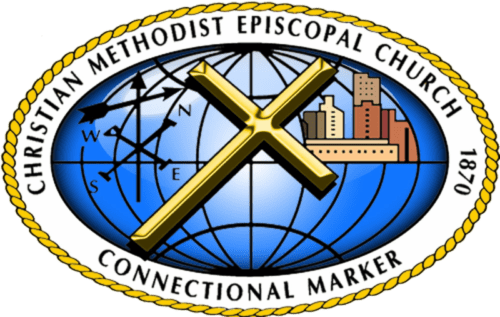 CHRISTIAN METHODIST EPISCOPAL CHURCH 1870
N
W
E
S
CONNECTIONAL MARKER